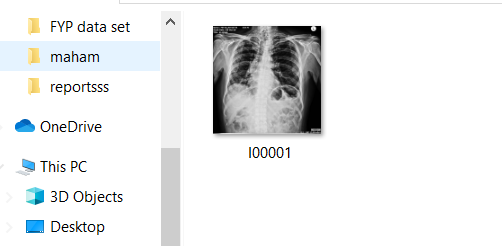 FYP data set
maham
reportsss
OneDrive
This PC
3D Objects
Desktop
I00001